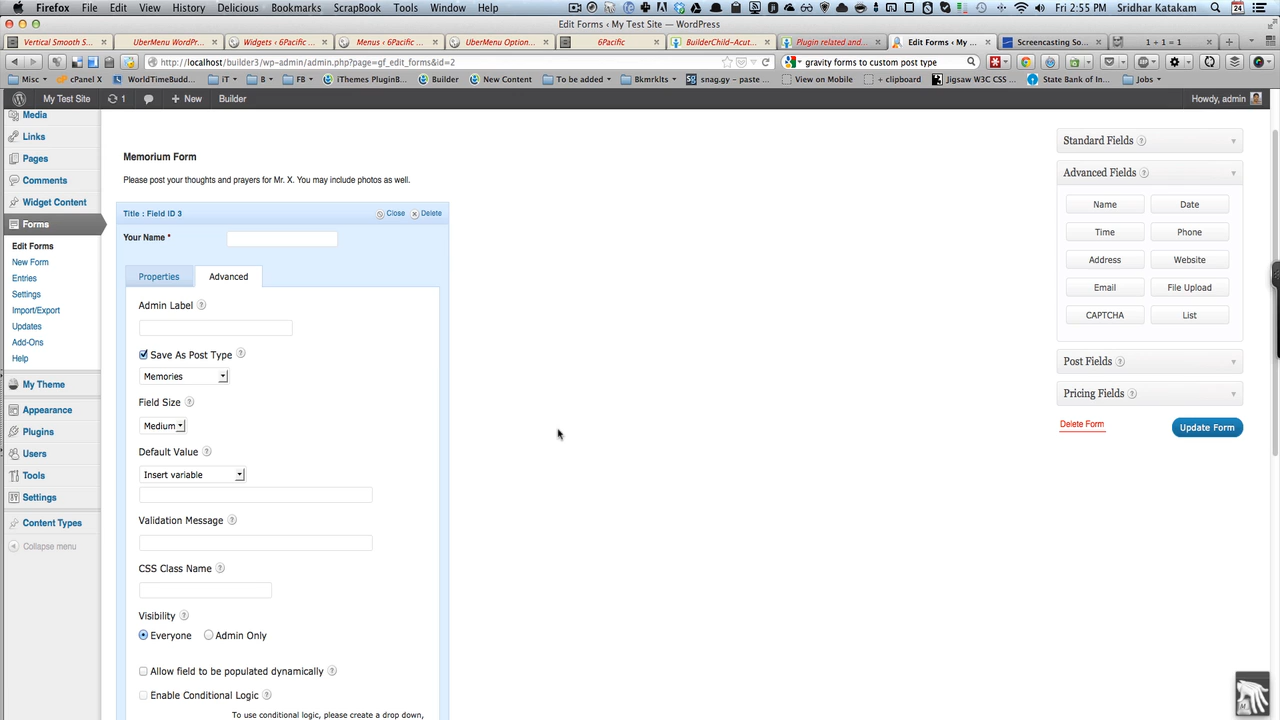 Firefox File Edit View History Delicious Bookmarks ScrapBook Tools Window Help Fri 2:55 PM Sridhar Katakam
Edit Forms ‹ My Test Site — WordPress
Vertical Smooth S... UberMenu WordPr... Widgets ‹ 6Pacific ... Menus ‹ 6Pacific ... UberMenu Option... 6Pacific BuilderChild-Acut... Plugin related and... Edit Forms ‹ My ... Screencasting So... 1 + 1 = 1
http://localhost/builder3/wp-admin/admin.php?page=gf_edit_forms&id=2 gravity forms to custom post type
Misc cPanel X WorldTimeBudd... IT B FB iThemes PluginB... Builder New Content To be added Bkmrklts snag.gy - paste ... View on Mobile + clipboard Jigsaw W3C CSS ... State Bank of In... Jobs
My Test Site 1 + New Builder Howdy, admin
Media
Links
Pages
Comments
Widget Content
Forms
Edit Forms
New Form
Entries
Settings
Import/Export
Updates
Add-Ons
Help
My Theme
Appearance
Plugins
Users
Tools
Settings
Content Types
Collapse menu
Memorium Form
Please post your thoughts and prayers for Mr. X. You may include photos as well.
Title : Field ID 3 Close Delete
Your Name *
Properties Advanced
Admin Label ?
Save As Post Type ?
Memories
Field Size ?
Medium
Default Value ?
Insert variable
Validation Message ?
CSS Class Name ?
Visibility ?
Everyone Admin Only
Allow field to be populated dynamically ?
Enable Conditional Logic ?
To use conditional logic, please create a drop down,
Standard Fields ?
Advanced Fields ?
Name Date
Time Phone
Address Website
Email File Upload
CAPTCHA List
Post Fields ?
Pricing Fields ?
Delete Form Update Form